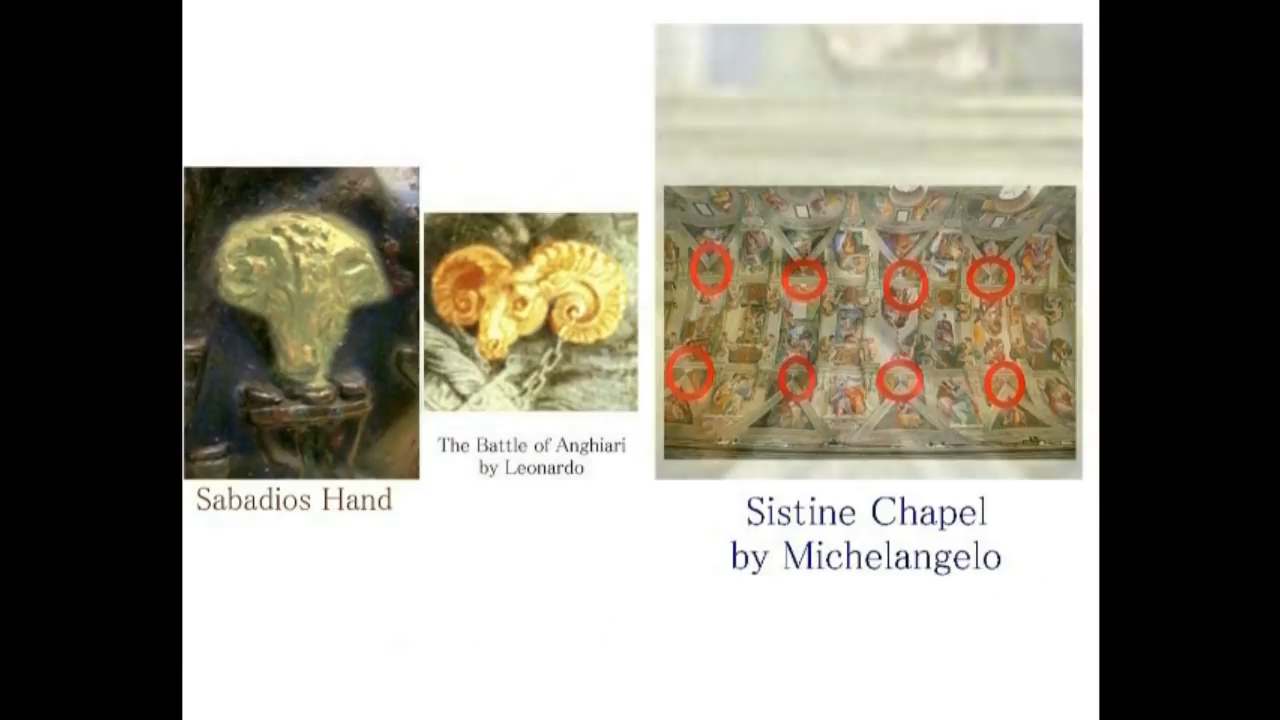 Sabadios Hand
The Battle of Anghiari
by Leonardo
Sistine Chapel
by Michelangelo